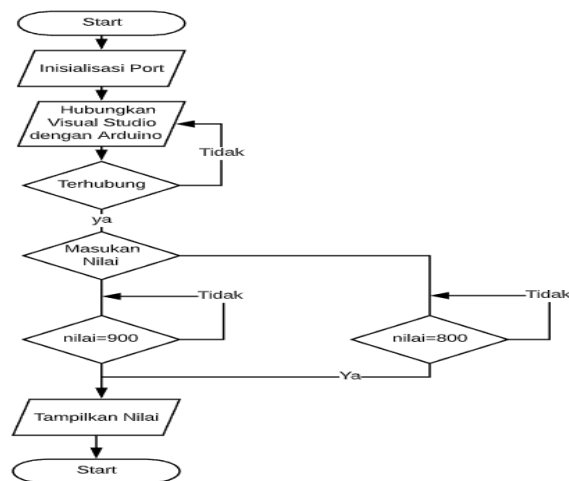 Start
Inisialisasi Port
Hubungkan
Visual Studio
dengan Arduino
Tidak
Terhubung
ya
Masukan
Nilai
Tidak
Tidak
nilai=900
nilai=800
Ya
Tampilkan Nilai
Start